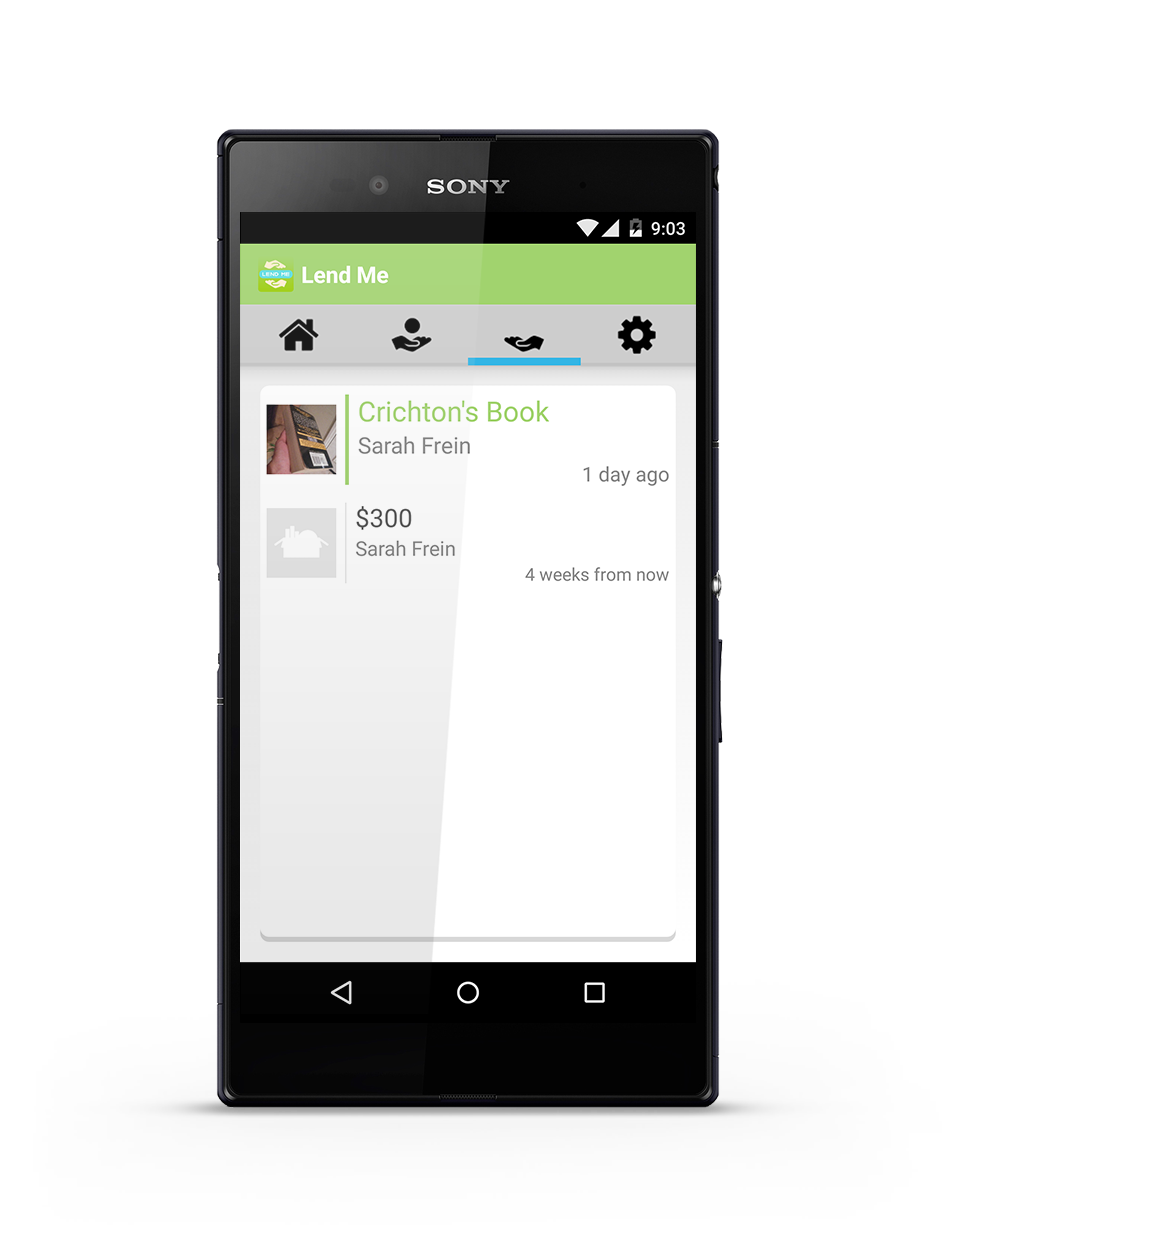 SONY
9:03
LEND ME
Lend Me
Crichton's Book
Sarah Frein
1 day ago
$300
Sarah Frein
4 weeks from now